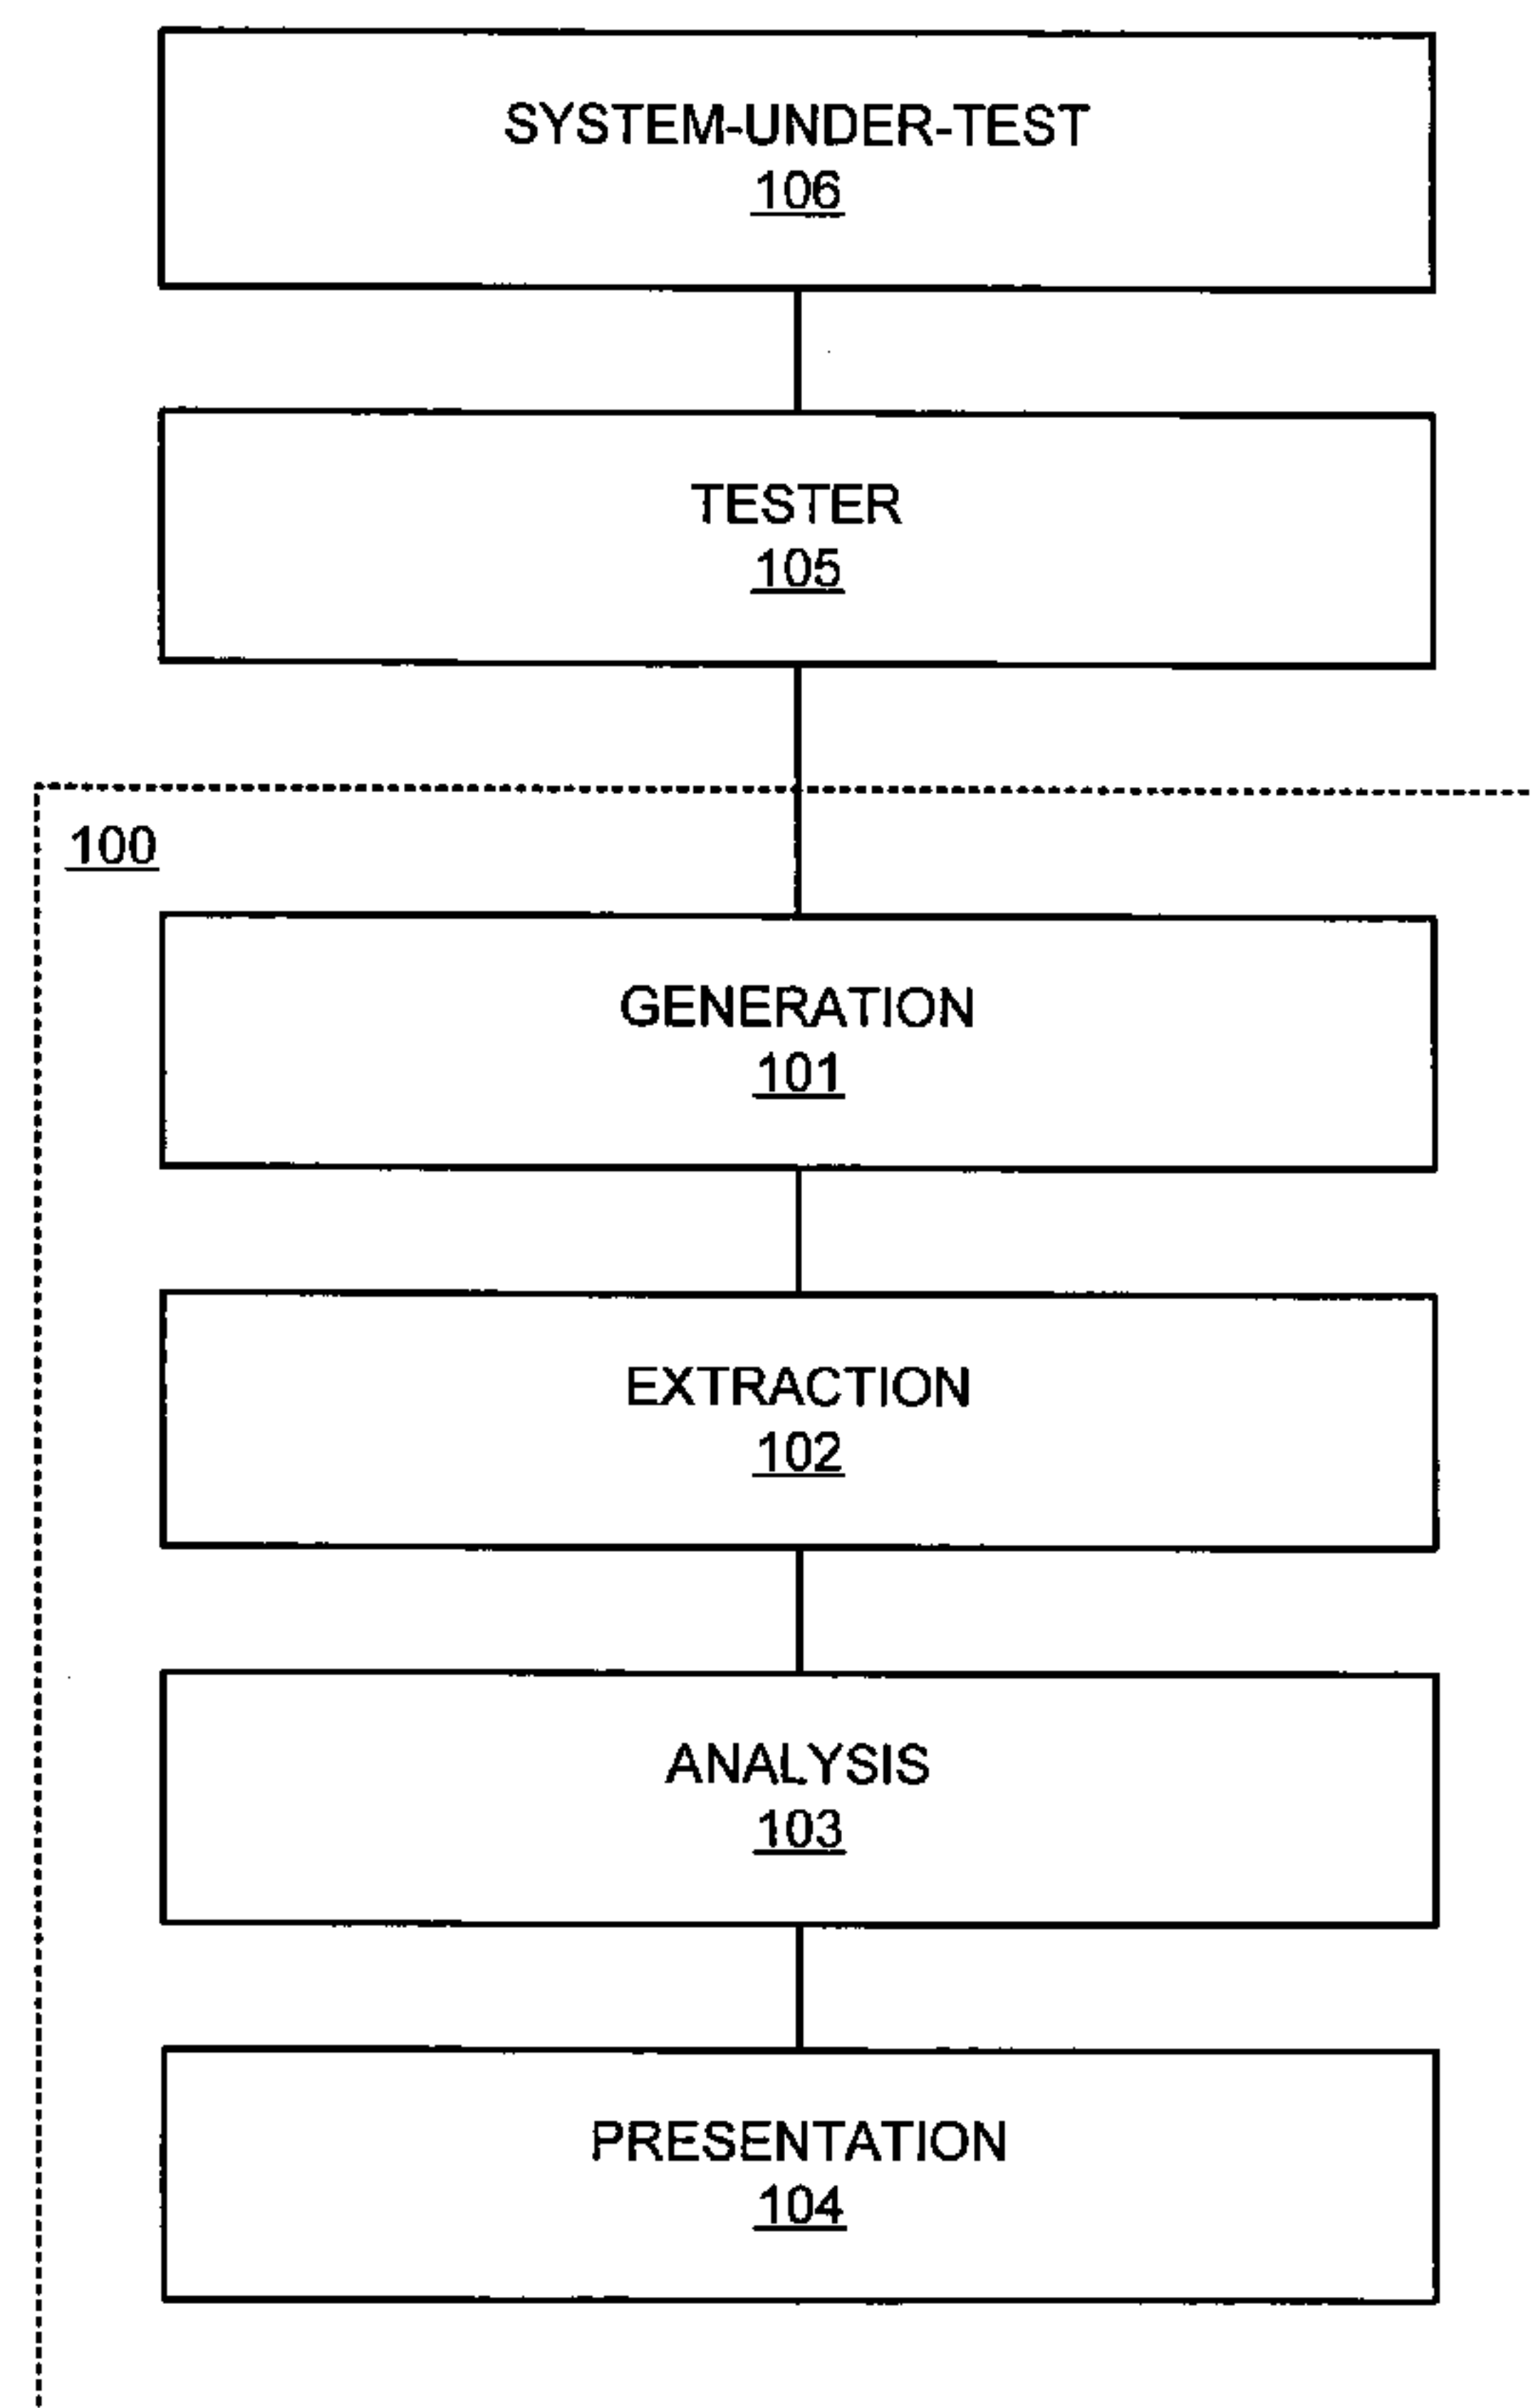 SYSTEM-UNDER-TEST
106
TESTER
105
100
GENERATION
101
EXTRACTION
102
ANALYSIS
103
PRESENTATION
104